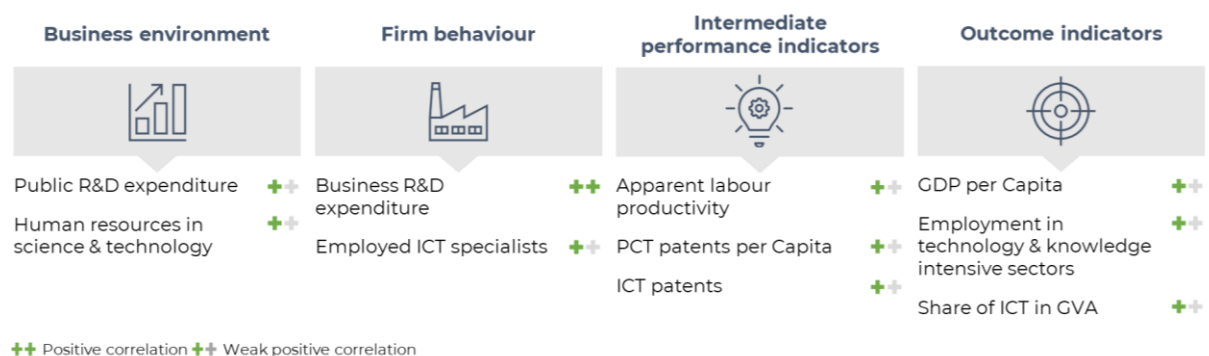 Business environment
Firm behaviour
Intermediate
performance indicators
Outcome indicators
Public R&D expenditure
Human resources in
science & technology
Business R&D
expenditure
Employed ICT specialists
Apparent labour
productivity
PCT patents per Capita
ICT patents
GDP per Capita
Employment in
technology & knowledge
intensive sectors
Share of ICT in GVA
++ Positive correlation ++ Weak positive correlation